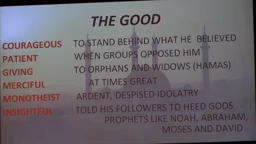 THE GOOD
COURAGEOUS TO STAND BEHIND WHAT HE BELIEVED
PATIENT WHEN GROUPS OPPOSED HIM
GIVING TO ORPHANS AND WIDOWS (HAMAS)
MERCIFUL AT TIMES GREAT
MONOTHEIST ARDENT, DESPISED IDOLATRY
INSIGHTFUL TOLD HIS FOLLOWERS TO HEED GODS
PROPHETS LIKE NOAH, ABRAHAM,
MOSES AND DAVID